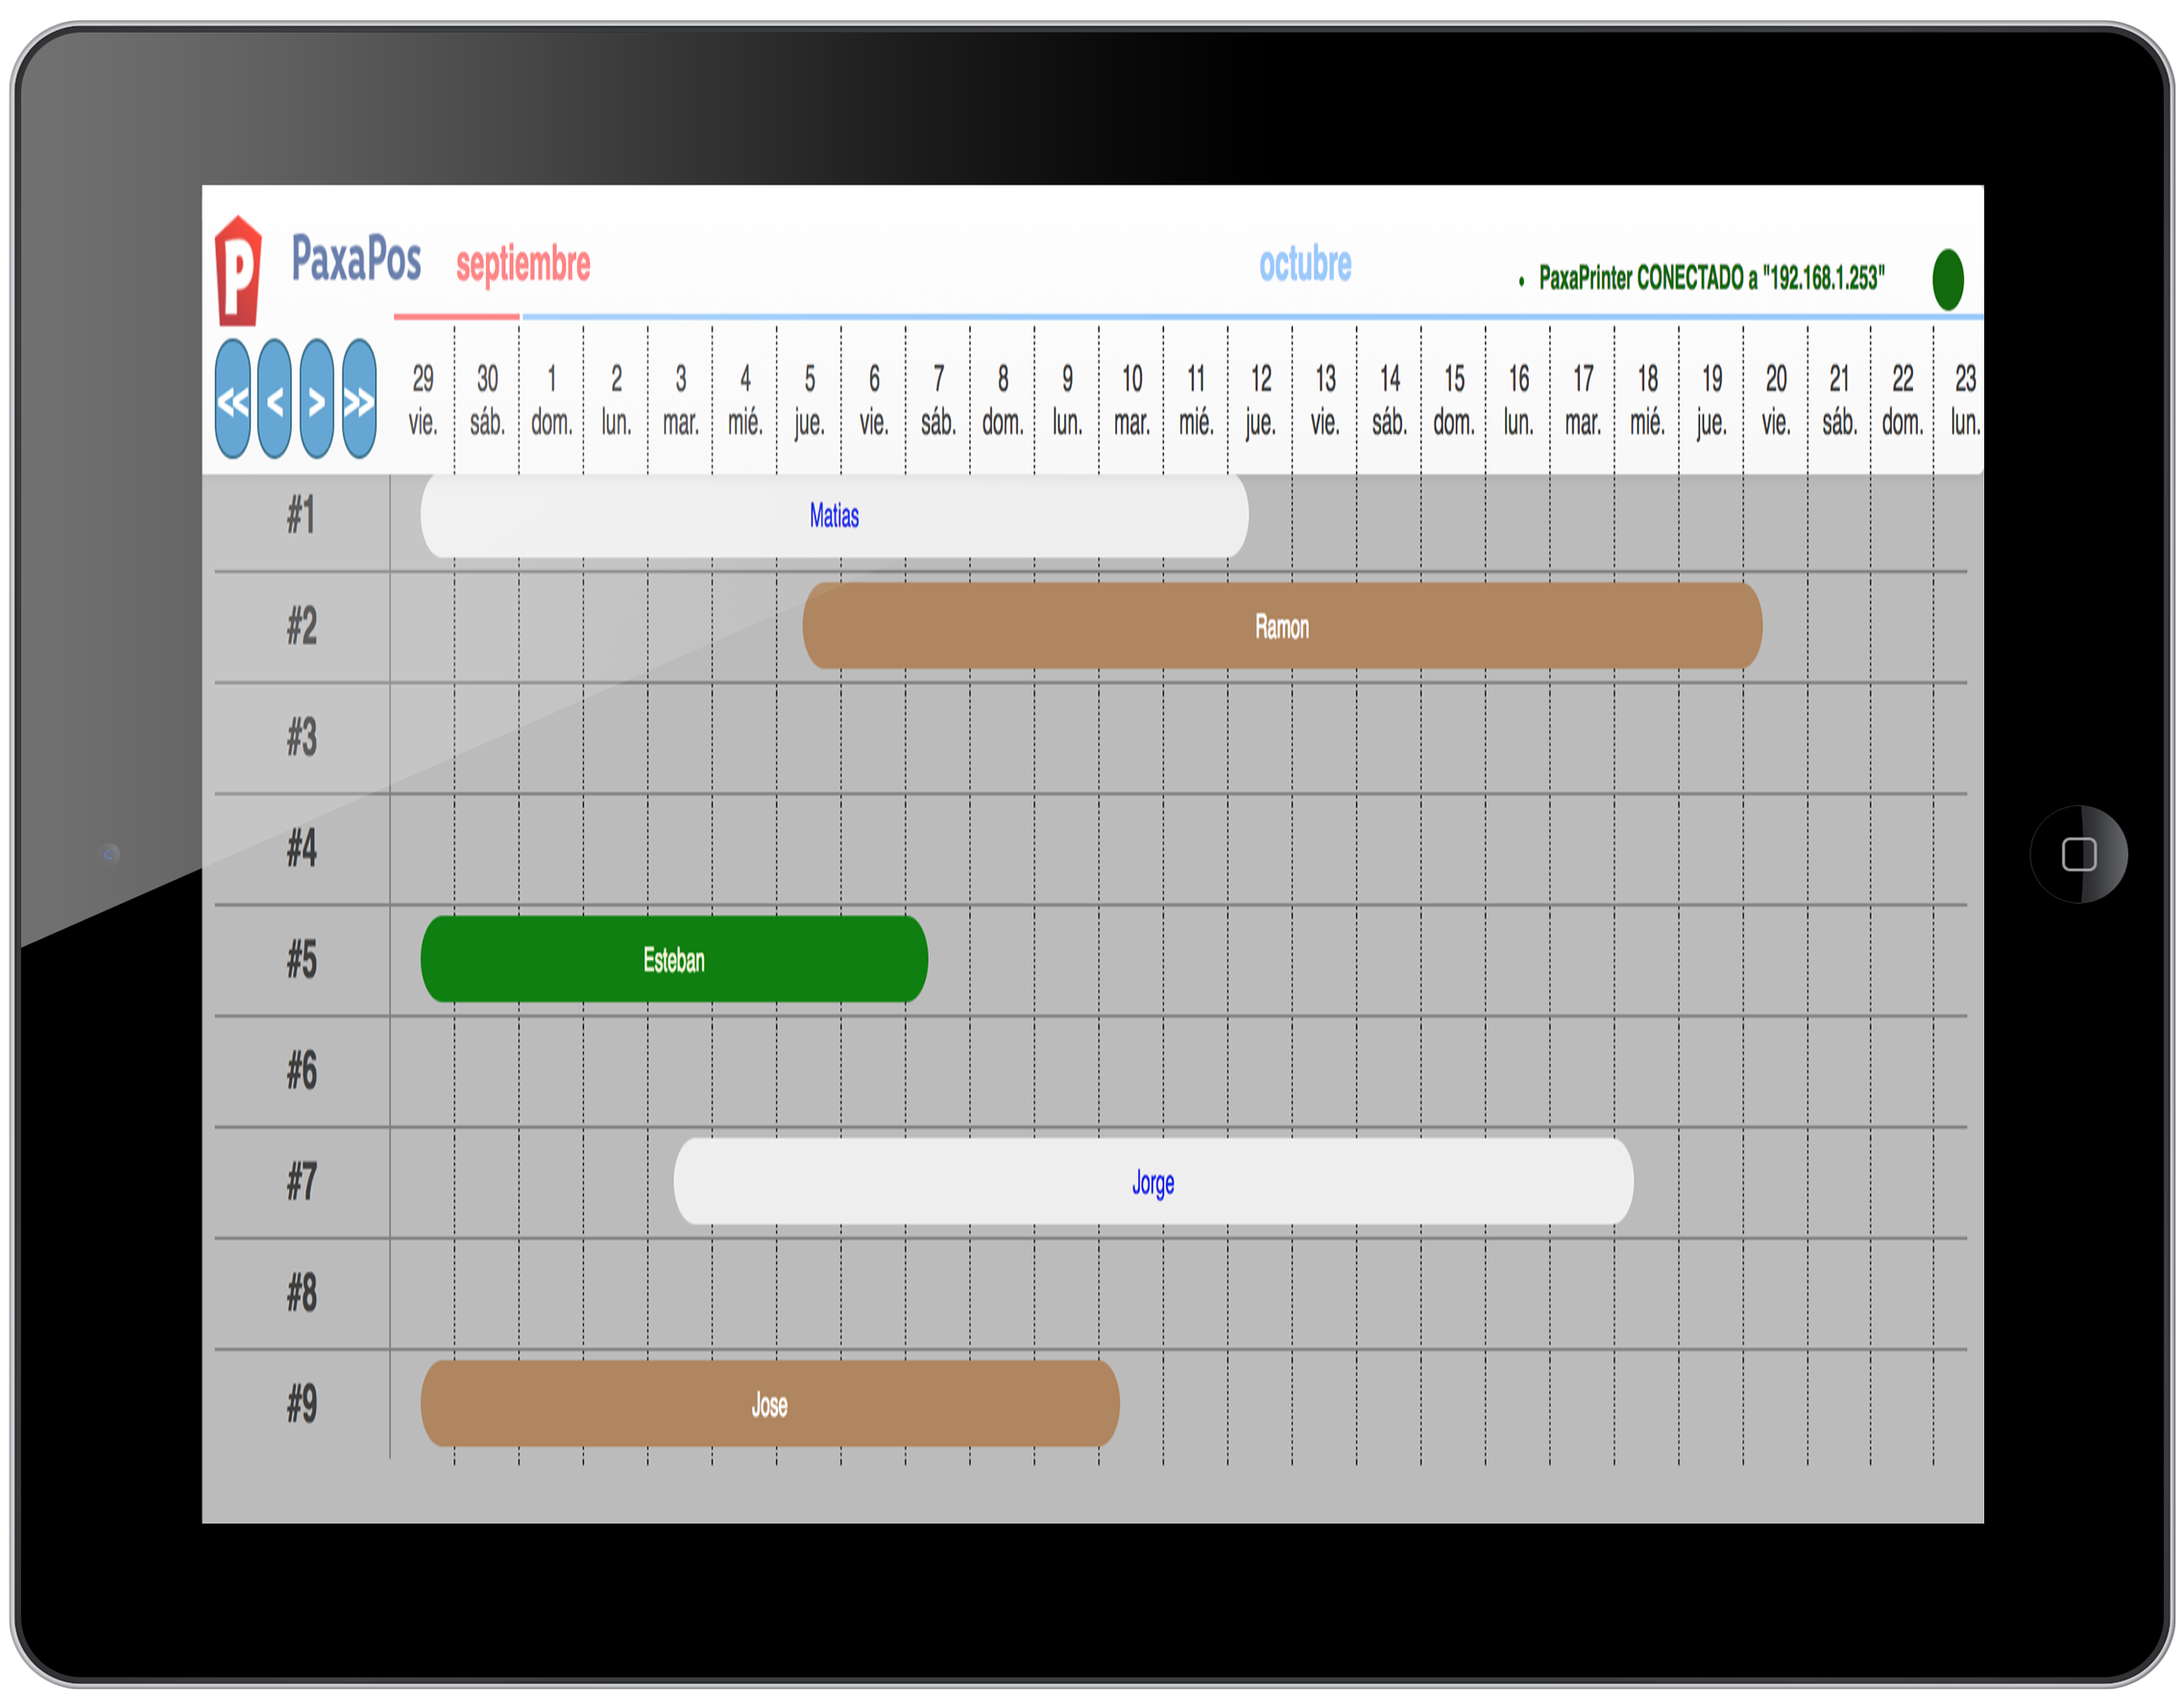 P PaxaPos septiembre octubre • PaxaPrinter CONECTADO a "192.168.1.253"
<< < > >> 29 30 1 2 3 4 5 6 7 8 9 10 11 12 13 14 15 16 17 18 19 20 21 22 23
vie. sáb. dom. lun. mar. mié. jue. vie. sáb. dom. lun. mar. mié. jue. vie. sáb. dom. lun. mar. mié. jue. vie. sáb. dom. lun.
#1 Matias
#2 Ramon
#3
#4
#5 Esteban
#6
#7 Jorge
#8
#9 Jose